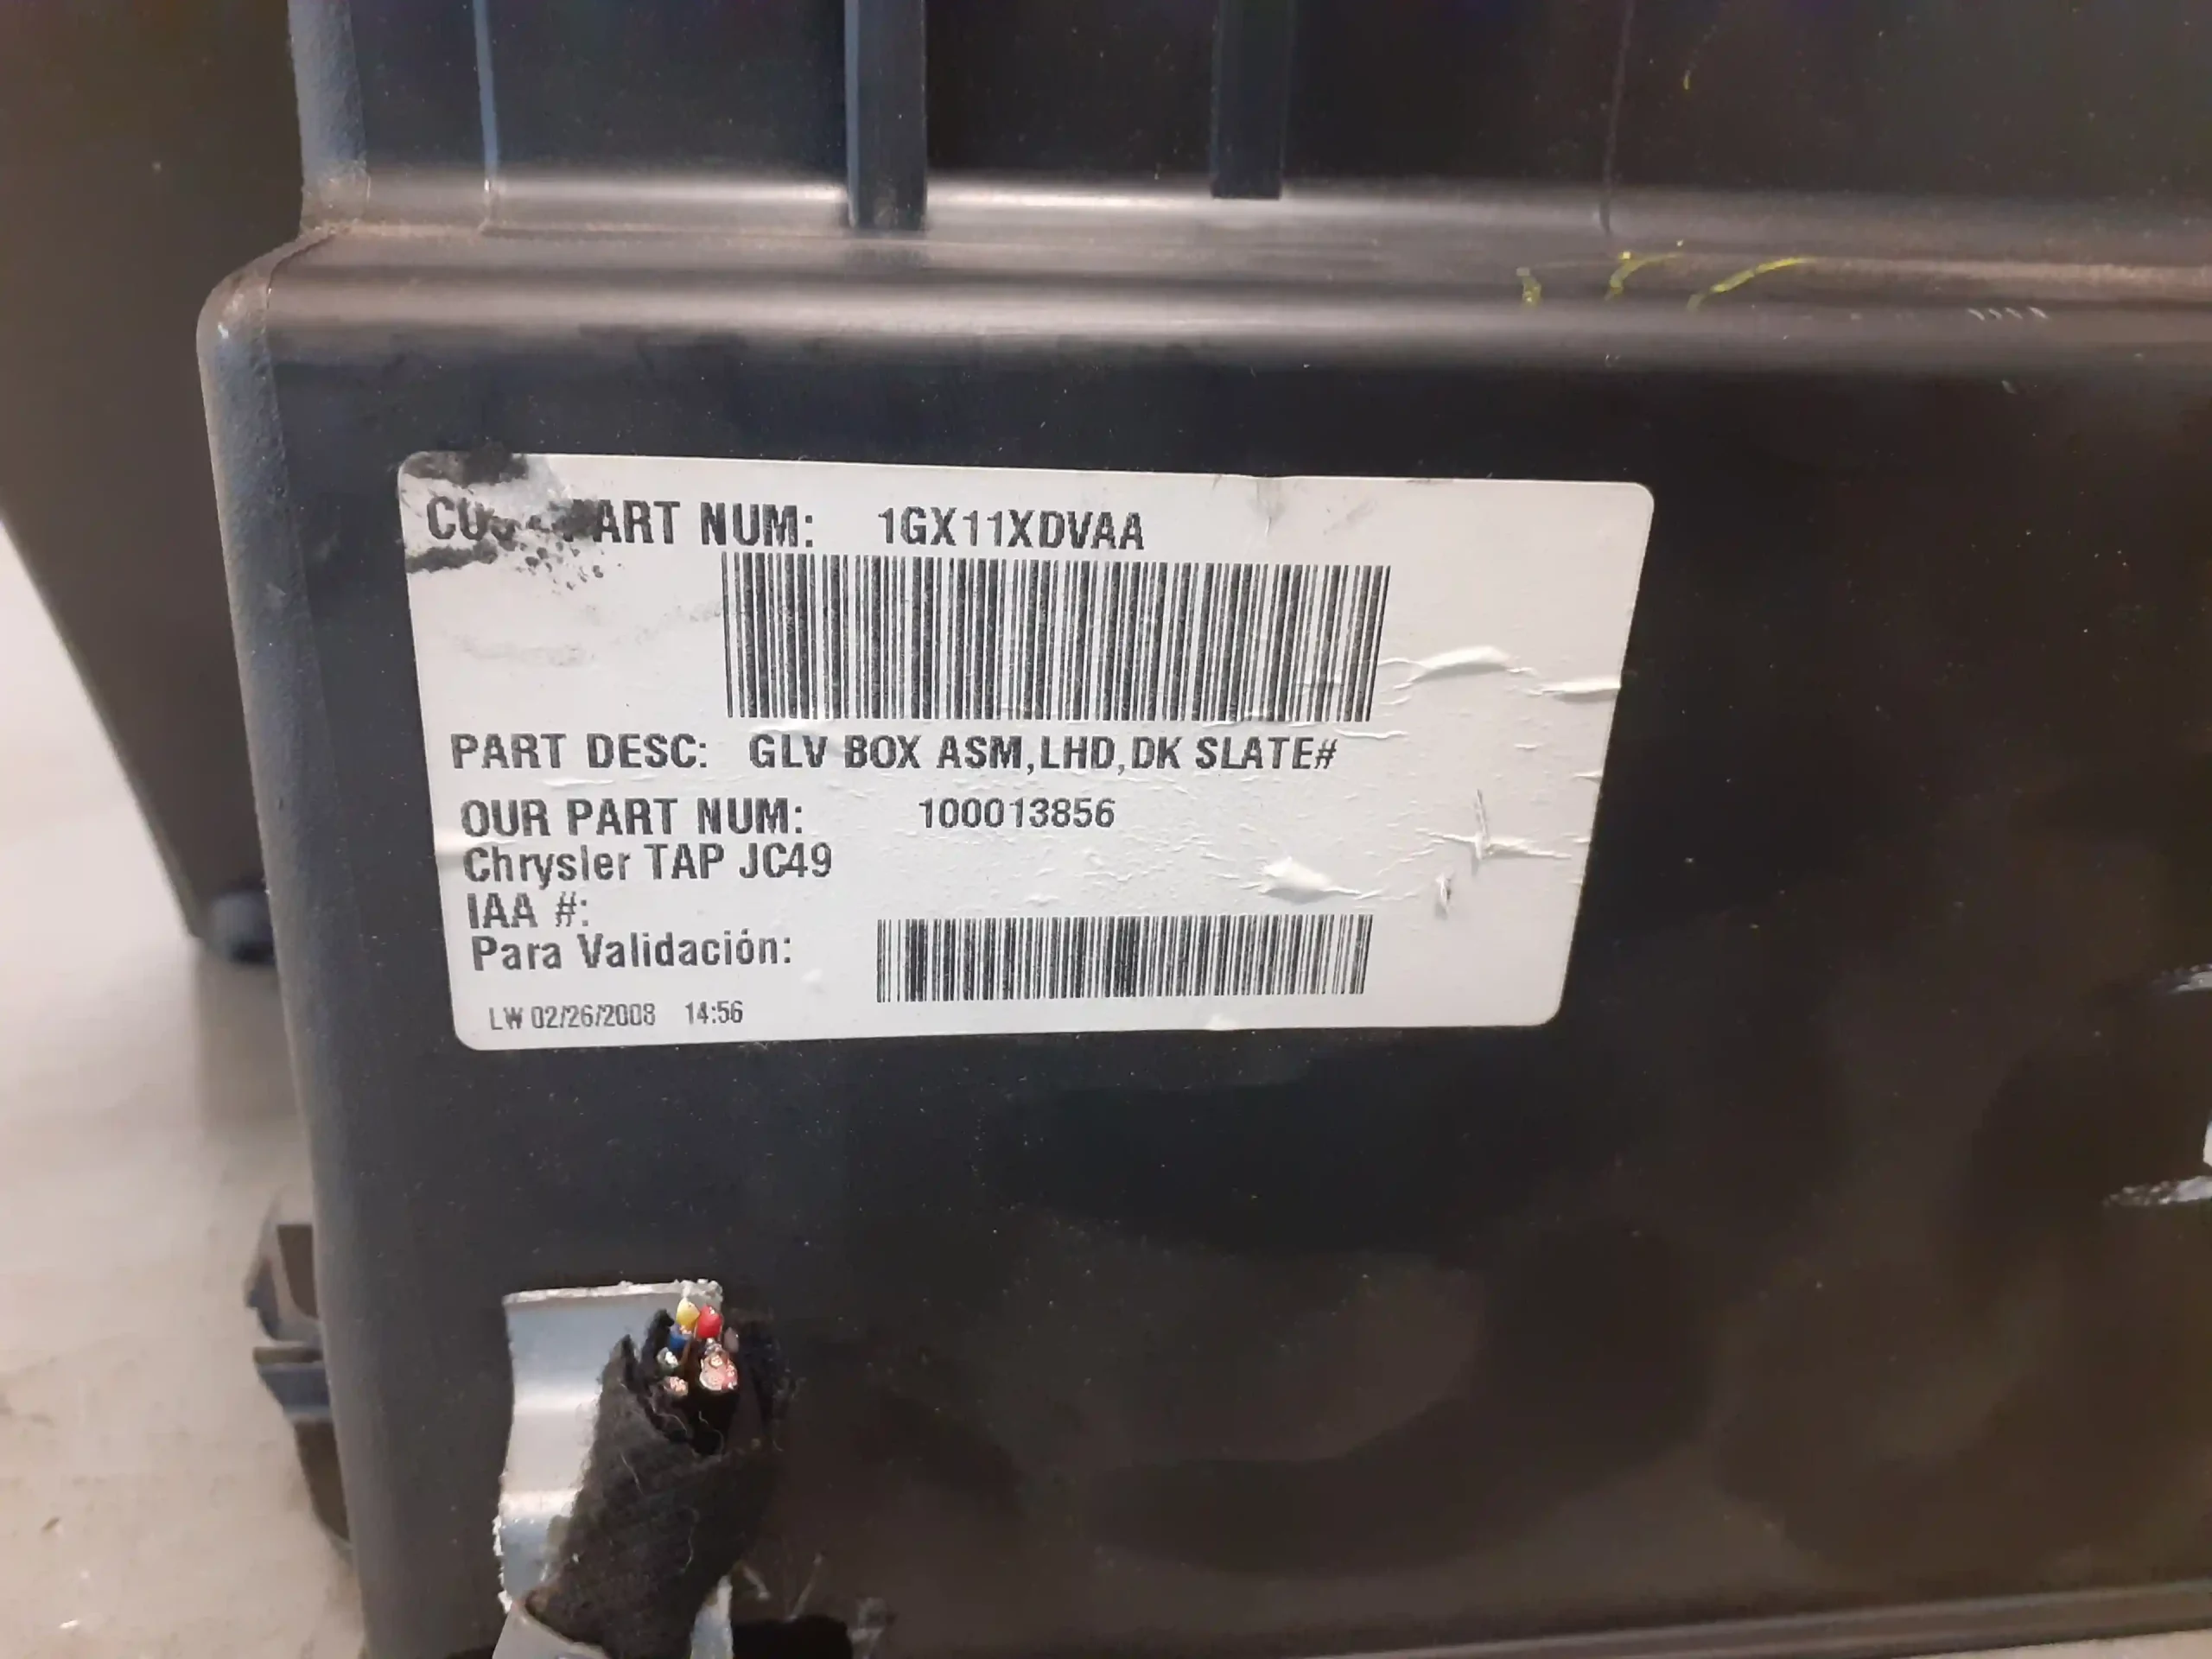 PART NUM: 1GX11XDVAA
PART DESC: GLV BOX ASM,LHD,DK SLATE#
OUR PART NUM: 100013856
Chrysler TAP JC49
IAA #:
Para Validación:
LW 02/26/2008 14:56